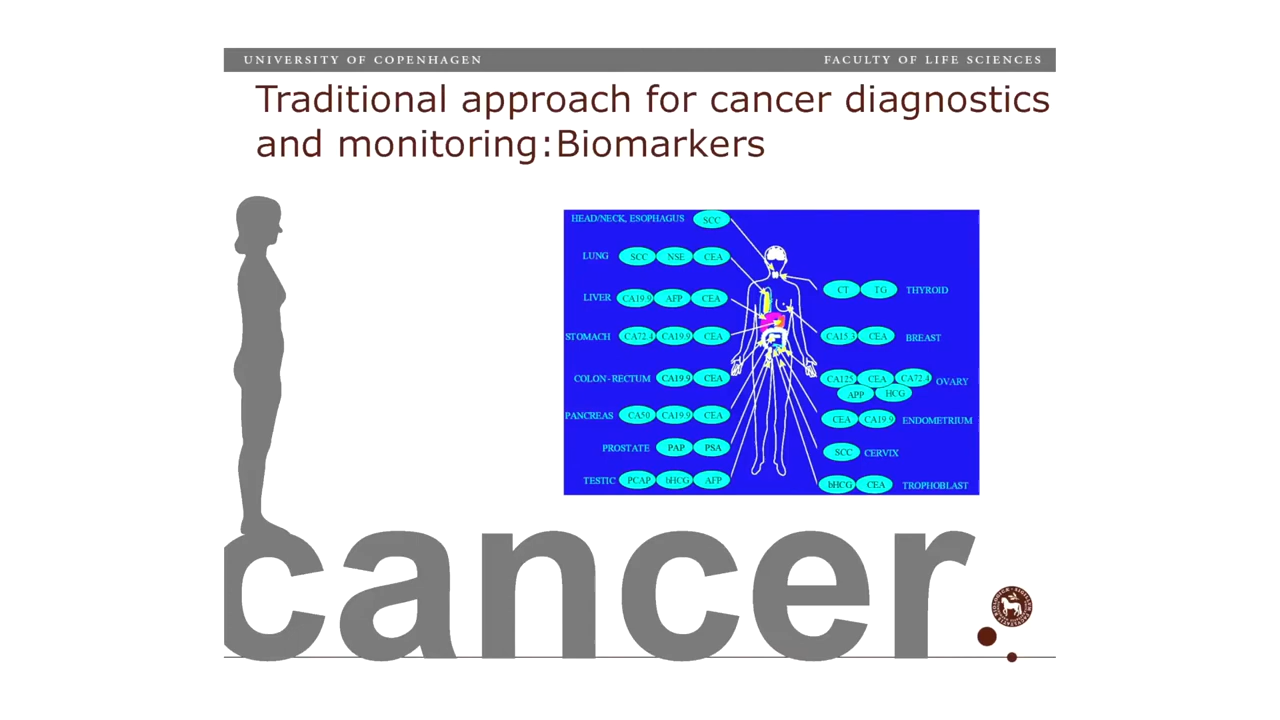 UNIVERSITY OF COPENHAGEN
FACULTY OF LIFE SCIENCES
Traditional approach for cancer diagnostics
and monitoring:Biomarkers
HEAD/NECK, ESOPHAGUS SCC
LUNG SCC NSE CEA
LIVER CA19.9 AFP CEA
STOMACH CA72.4 CA19.9 CEA
COLON-RECTUM CA19.9 CEA
PANCREAS CA50 CA19.9 CEA
PROSTATE PAP PSA
TESTIC PCAP bHCG AFP
CT TG THYROID
CA15.3 CEA BREAST
CA125 CEA CA72.4 OVARY
APP HCG
CEA CA19.9 ENDOMETRIUM
SCC CERVIX
bHCG CEA TROPHOBLAST
cancer